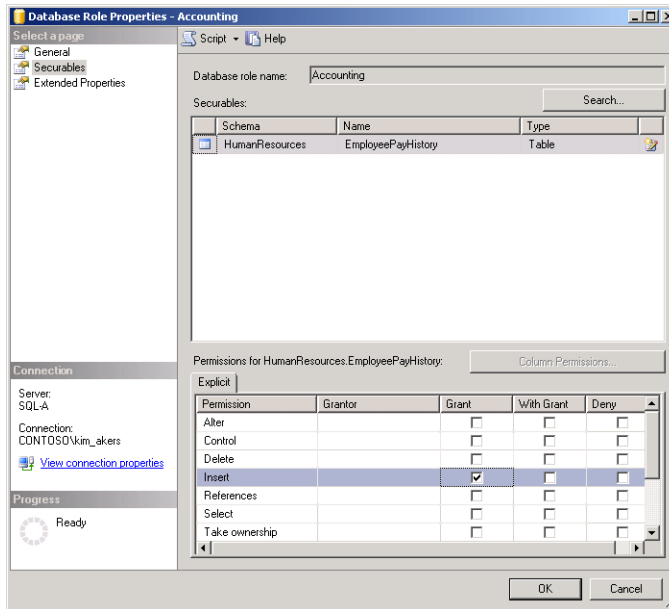 Database Role Properties - Accounting
Select a page
General
Securables
Extended Properties
Script Help
Database role name: Accounting
Securables: Search...
Schema Name Type
HumanResources EmployeePayHistory Table
Permissions for HumanResources.EmployeePayHistory: Column Permissions...
Explicit
Permission Grantor Grant With Grant Deny
Alter
Control
Delete
Insert
References
Select
Take ownership
Connection
Server:
SQL-A
Connection:
CONTOSO\kim_akers
View connection properties
Progress
Ready
OK Cancel